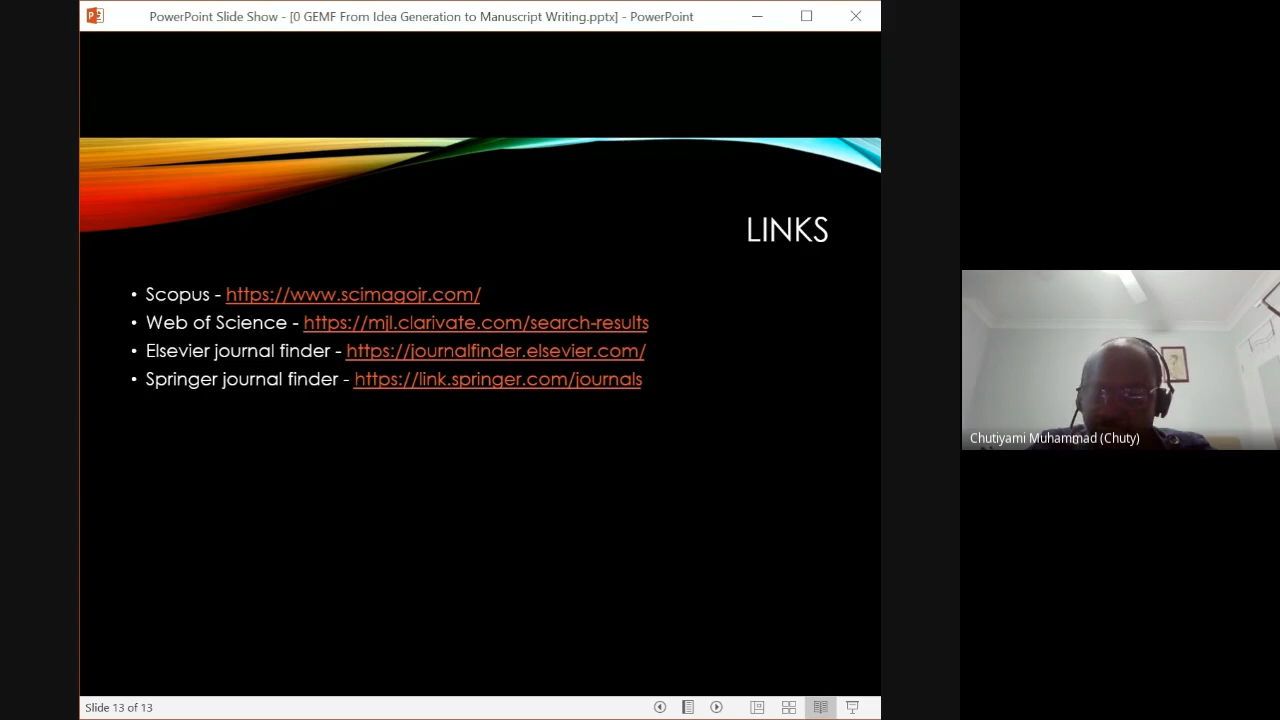 PowerPoint Slide Show - [0 GEMF From Idea Generation to Manuscript Writing.pptx] - PowerPoint
LINKS
• Scopus - https://www.scimagojr.com/
• Web of Science - https://mjl.clarivate.com/search-results
• Elsevier journal finder - https://journalfinder.elsevier.com/
• Springer journal finder - https://link.springer.com/journals
Chutiyami Muhammad (Chuty)
Slide 13 of 13